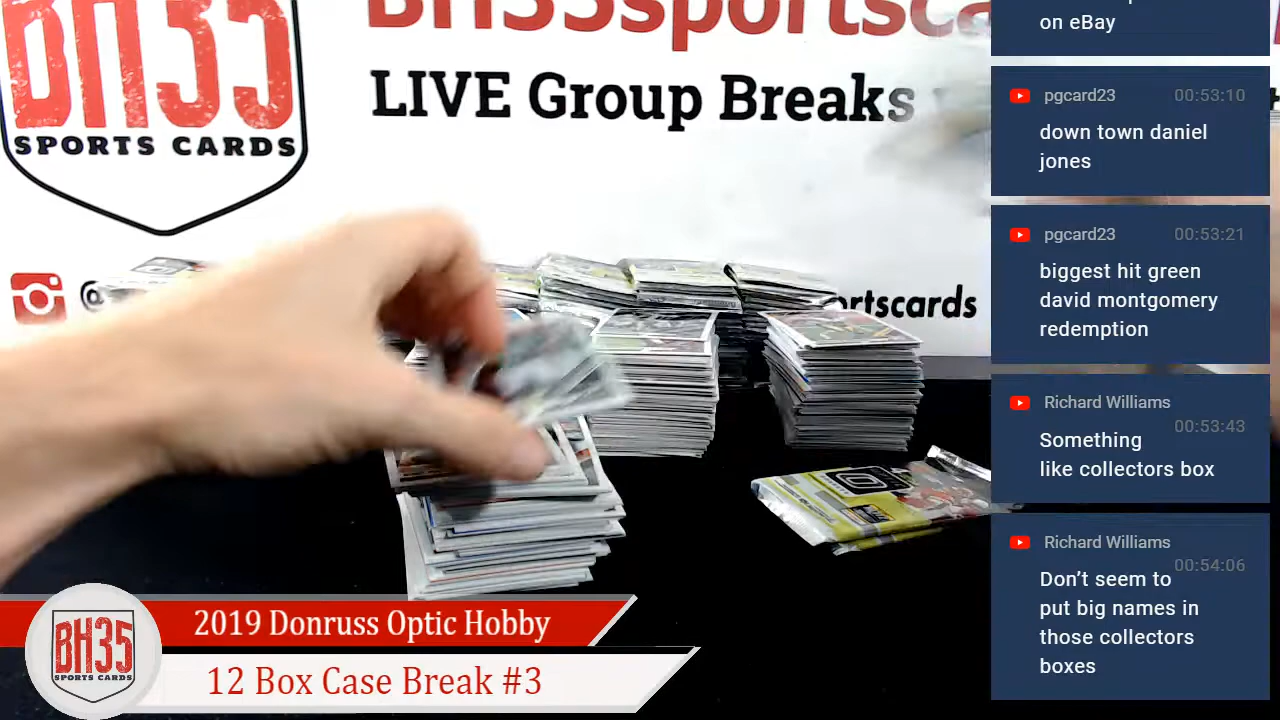 BH35
SPORTS CARDS
BH35sportsca
LIVE Group Breaks
@
ortscards
on eBay
pgcard23 00:53:10
down town daniel
jones
pgcard23 00:53:21
biggest hit green
david montgomery
redemption
Richard Williams 00:53:43
Something
like collectors box
Richard Williams 00:54:06
Don't seem to
put big names in
those collectors
boxes
2019 Donruss Optic Hobby
12 Box Case Break #3
BH35
SPORTS CARDS